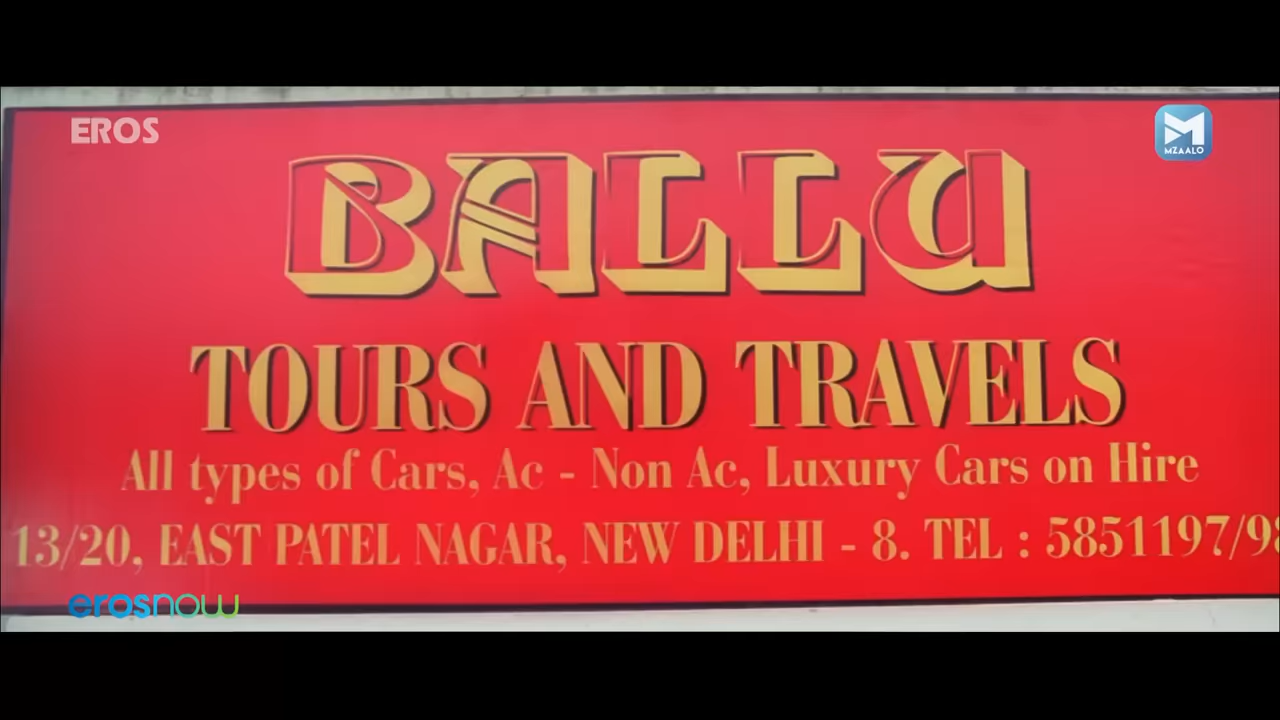 EROS
MZAALO
BALLU
TOURS AND TRAVELS
All types of Cars, Ac - Non Ac, Luxury Cars on Hire
13/20, EAST PATEL NAGAR, NEW DELHI - 8. TEL : 5851197/98
erosnow